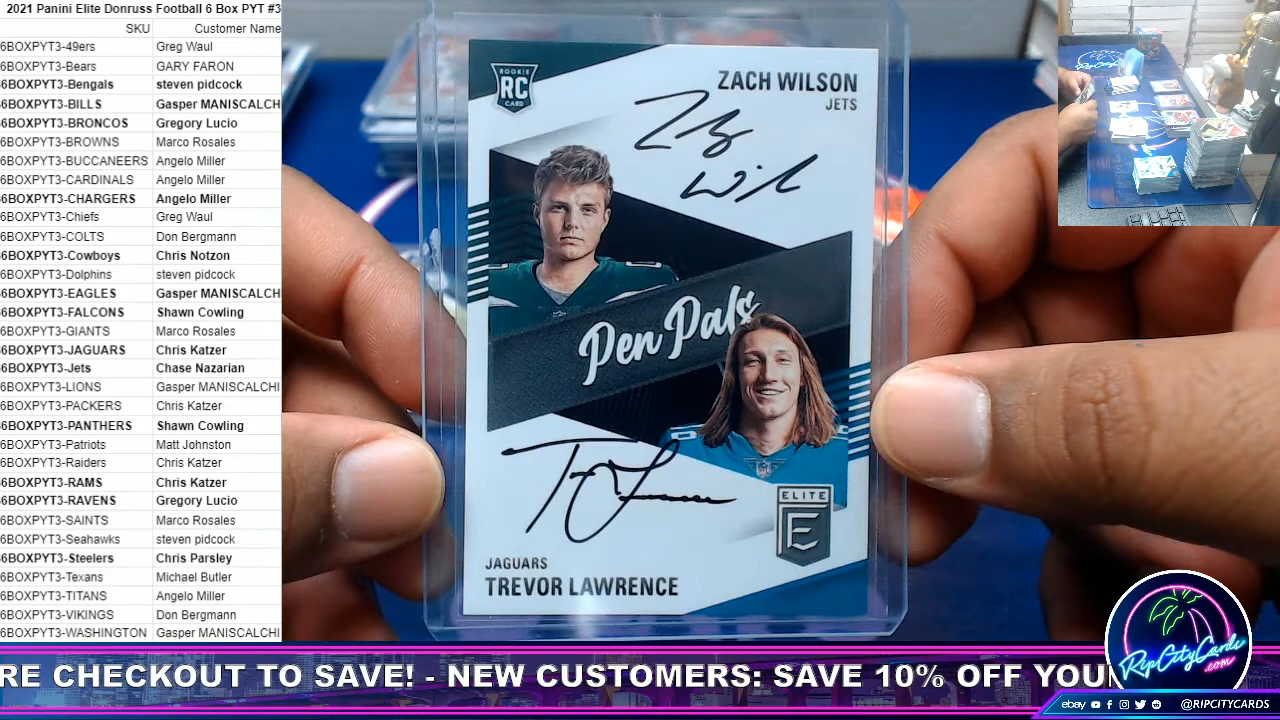 2021 Panini Elite Donruss Football 6 Box PYT #3
SKU Customer Name
6BOXPYT3-49ers Greg Waul
6BOXPYT3-Bears GARY FARON
6BOXPYT3-Bengals steven pidcock
6BOXPYT3-BILLS Gasper MANISCALCH
6BOXPYT3-BRONCOS Gregory Lucio
6BOXPYT3-BROWNS Marco Rosales
6BOXPYT3-BUCCANEERS Angelo Miller
6BOXPYT3-CARDINALS Angelo Miller
6BOXPYT3-CHARGERS Angelo Miller
6BOXPYT3-Chiefs Greg Waul
6BOXPYT3-COLTS Don Bergmann
6BOXPYT3-Cowboys Chris Notzon
6BOXPYT3-Dolphins steven pidcock
6BOXPYT3-EAGLES Gasper MANISCALCH
6BOXPYT3-FALCONS Shawn Cowling
6BOXPYT3-GIANTS Marco Rosales
6BOXPYT3-JAGUARS Chris Katzer
6BOXPYT3-Jets Chase Nazarian
6BOXPYT3-LIONS Gasper MANISCALCHI
6BOXPYT3-PACKERS Chris Katzer
6BOXPYT3-PANTHERS Shawn Cowling
6BOXPYT3-Patriots Matt Johnston
6BOXPYT3-Raiders Chris Katzer
6BOXPYT3-RAMS Chris Katzer
6BOXPYT3-RAVENS Gregory Lucio
6BOXPYT3-SAINTS Marco Rosales
6BOXPYT3-Seahawks steven pidcock
6BOXPYT3-Steelers Chris Parsley
6BOXPYT3-Texans Michael Butler
6BOXPYT3-TITANS Angelo Miller
6BOXPYT3-VIKINGS Don Bergmann
6BOXPYT3-WASHINGTON Gasper MANISCALCHI
ROOKIE
RC
CARD
ZACH WILSON
JETS
Pen Pals
ELITE
E
JAGUARS
TREVOR LAWRENCE
RE CHECKOUT TO SAVE! - NEW CUSTOMERS: SAVE 10% OFF YOU
RipCityCards
.com
ebay @RIPCITYCARDS